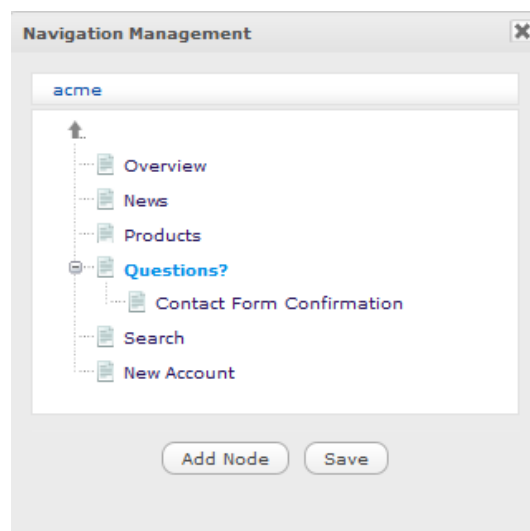 Navigation Management
acme
Overview
News
Products
Questions?
Contact Form Confirmation
Search
New Account
Add Node Save